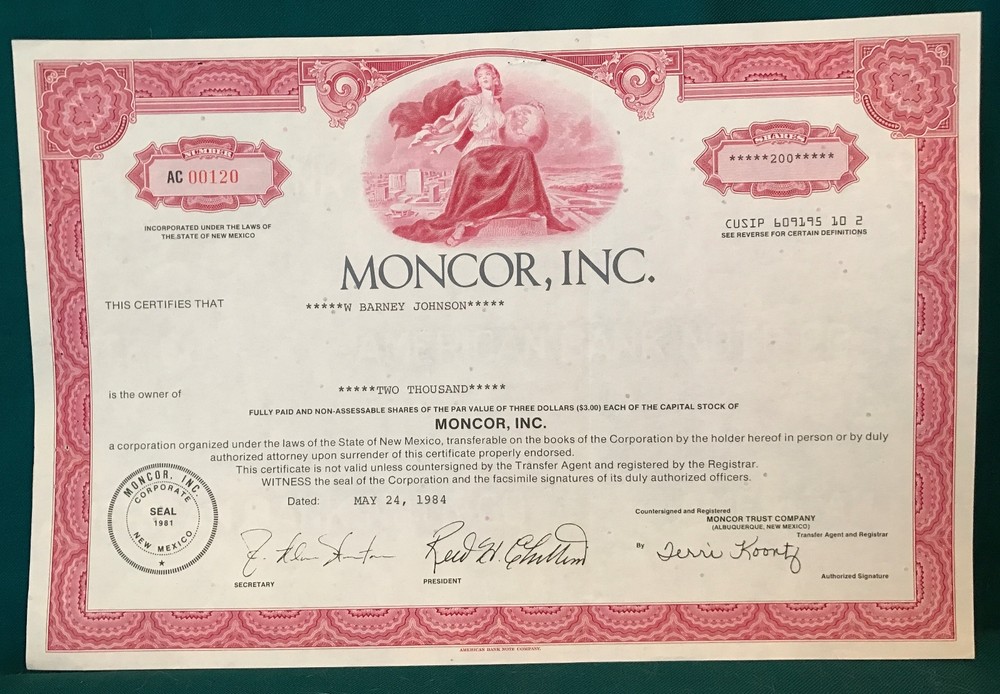 NUMBER
AC 00120
INCORPORATED UNDER THE LAWS OF
THE STATE OF NEW MEXICO
SHARES
*****200*****
CUSIP 609195 10 2
SEE REVERSE FOR CERTAIN DEFINITIONS
MONCOR, INC.
THIS CERTIFIES THAT *****W BARNEY JOHNSON*****
AMERICAN BANK NOTE
is the owner of *****TWO THOUSAND*****
FULLY PAID AND NON-ASSESSABLE SHARES OF THE PAR VALUE OF THREE DOLLARS ($3.00) EACH OF THE CAPITAL STOCK OF
MONCOR, INC.
a corporation organized under the laws of the State of New Mexico, transferable on the books of the Corporation by the holder hereof in person or by duly
authorized attorney upon surrender of this certificate properly endorsed.
This certificate is not valid unless countersigned by the Transfer Agent and registered by the Registrar.
WITNESS the seal of the Corporation and the facsimile signatures of its duly authorized officers.
Dated: MAY 24, 1984
MONCOR, INC.
CORPORATE
SEAL
1981
NEW MEXICO
SECRETARY
PRESIDENT
Countersigned and Registered
MONCOR TRUST COMPANY
(ALBUQUERQUE, NEW MEXICO)
Transfer Agent and Registrar
By Terri Koontz
Authorized Signature
AMERICAN BANK NOTE COMPANY.